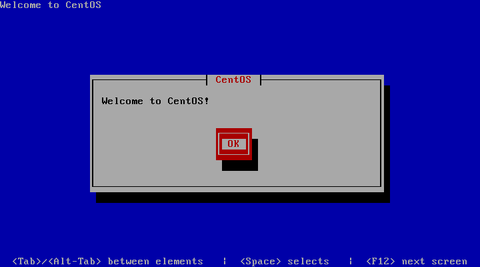 Welcome to CentOS
CentOS
Welcome to CentOS!
OK
<Tab>/<Alt-Tab> between elements | <Space> selects | <F12> next screen